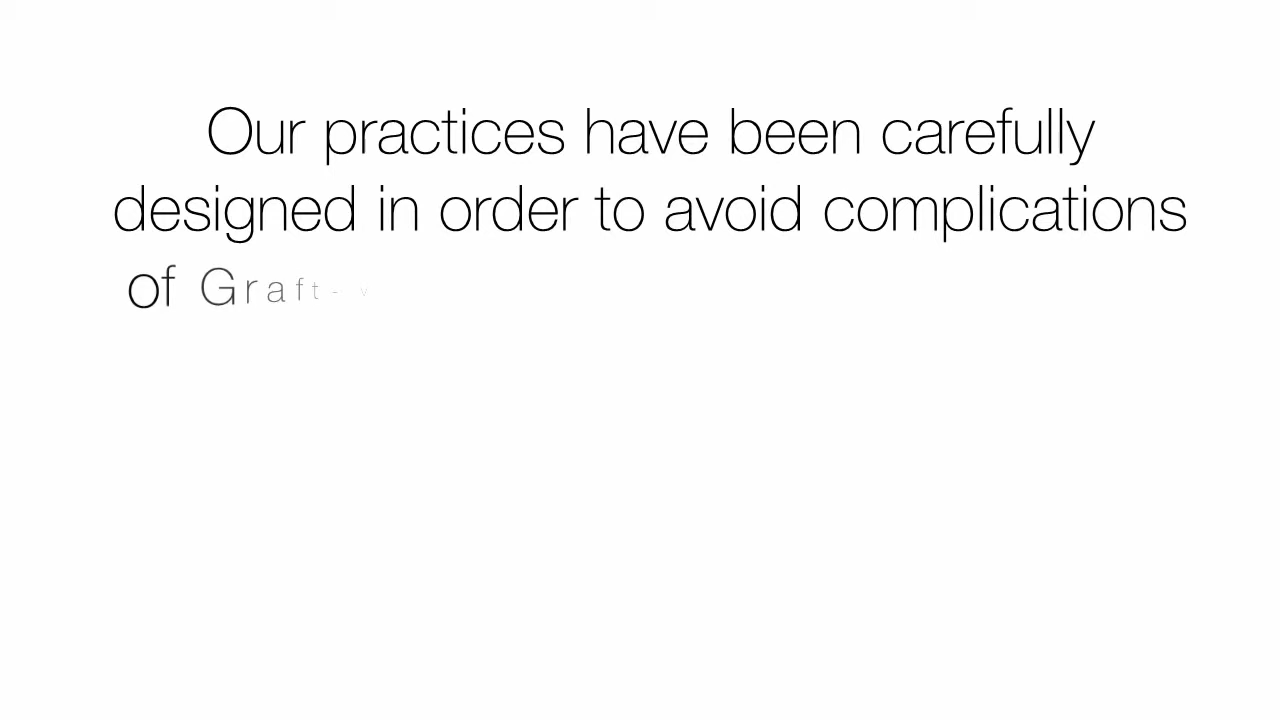 Our practices have been carefully
designed in order to avoid complications
of Graft-v